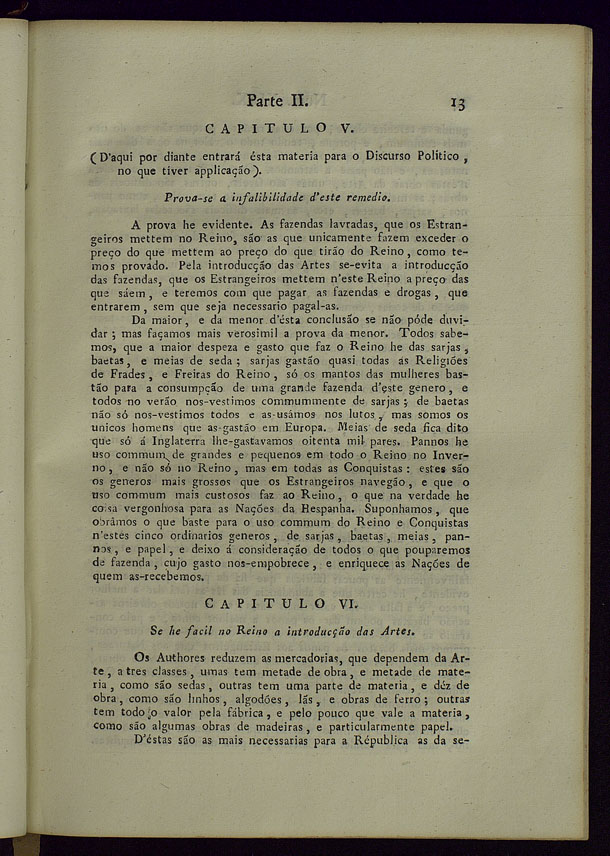 Parte II. 13
CAPITULO V.
( D'aqui por diante entrará ésta materia para o Discurso Político ,
no que tiver applicação ).
Prova-se a infalibilidade d'este remedio.
A prova he evidente. As fazendas lavradas, que os Estran-
geiros mettem no Reino, são as que unicamente fazem exceder o
preço do que mettem ao preço do que tirão do Reino, como te-
mos provado. Pela introducção das Artes se-evita a introducção
das fazendas, que os Estrangeiros mettem n'este Reino a preço das
que sáem, e teremos com que pagar as fazendas e drogas, que
entrarem, sem que seja necessario pagal-as.
Da maior, e da menor d'ésta conclusão se não póde duvi-
dar; mas façamos mais verosimil a prova da menor. Todos sabe-
mos, que a maior despeza e gasto que faz o Reino he das sarjas,
baetas, e meias de seda; sarjas gastão quasi todas as Religiões
de Frades, e Freiras do Reino, só os mantos das mulheres bas-
tão para a consumpção de uma grande fazenda d'este genero, e
todos no verão nos-vestimos commummente de sarjas; de baetas
não só nos-vestimos todos e as-usâmos nos lutos, mas somos os
unicos homens que as-gastão em Europa. Meias de seda fica dito
que só á Inglaterra lhe-gastavamos oitenta mil pares. Pannos he
uso commum de grandes e pequenos em todo o Reino no Inver-
no, e não só no Reino, mas em todas as Conquistas: estes são
os generos mais grossos que os Estrangeiros navegão, e que o
uso commum mais custosos faz ao Reino, o que na verdade he
coisa vergonhosa para as Nações da Hespanha. Suponhamos, que
obrâmos o que baste para o uso commum do Reino e Conquistas
n'estes cinco ordinarios generos, de sarjas, baetas, meias, pan-
nos, e papel, e deixo á consideração de todos o que pouparemos
de fazenda, cujo gasto nos-empobrece, e enriquece as Nações de
quem as-recebemos.
CAPITULO VI.
Se he facil no Reino a introducção das Artes.
Os Authores reduzem as mercadorias, que dependem da Ar-
te, a tres classes, umas tem metade de obra, e metade de mate-
ria, como são sedas, outras tem uma parte de materia, e déz de
obra, como são linhos, algodões, lãs, e obras de ferro; outras
tem todo o valor pela fábrica, e pelo pouco que vale a materia,
como são algumas obras de madeiras, e particularmente papel.
D'éstas são as mais necessarias para a Républica as da se-